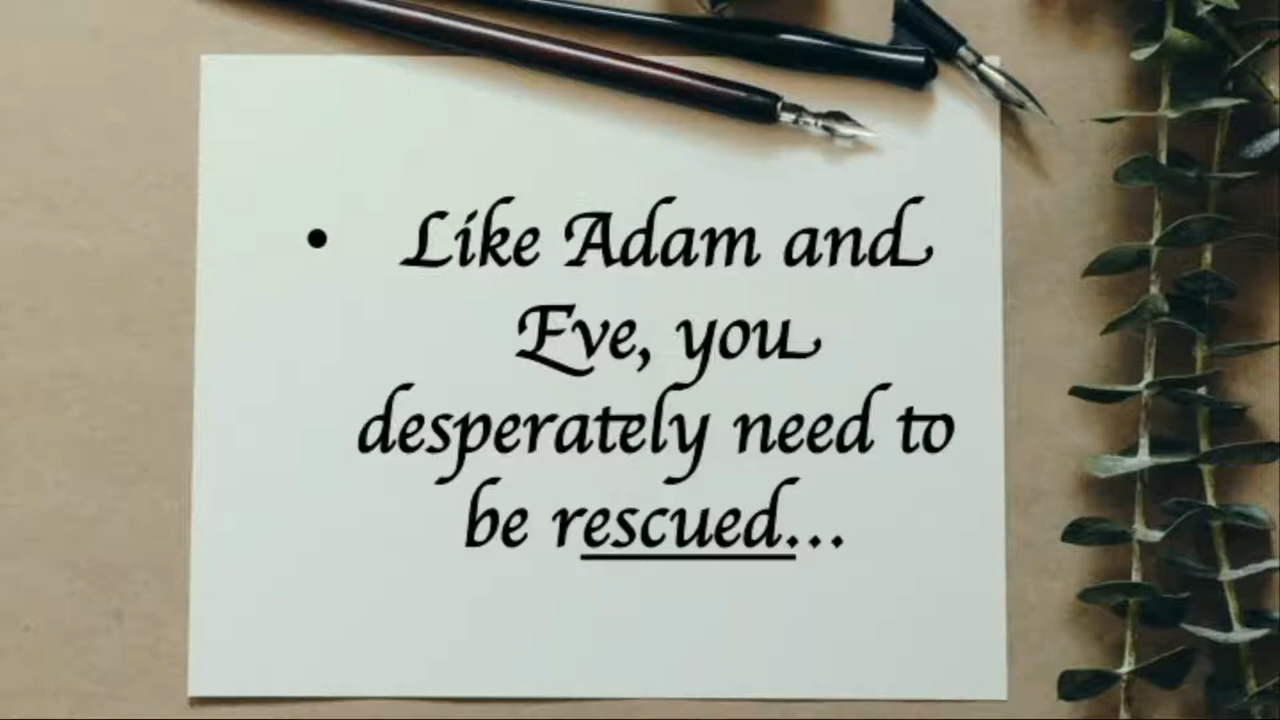 • Like Adam and
Eve, you
desperately need to
be rescued...